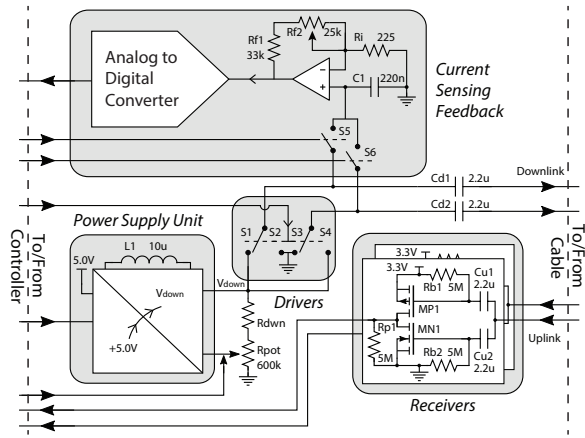 Analog to
Digital
Converter
Rf1
33k
Rf2
25k
Ri
225
C1
220n
−
+
Current
Sensing
Feedback
S5
S6
Cd1
2.2u
Downlink
Cd2
2.2u
Power Supply Unit
L1 10u
5.0V
Vdown
+5.0V
Vdown
S1
S2
S3
S4
Drivers
Rdwn
Rpot
600k
3.3V
3.3V
Rb1
5M
Cu1
2.2u
MP1
MN1
Rp1
5M
Rb2
5M
Cu2
2.2u
Uplink
Receivers
To/From
Controller
To/From
Cable